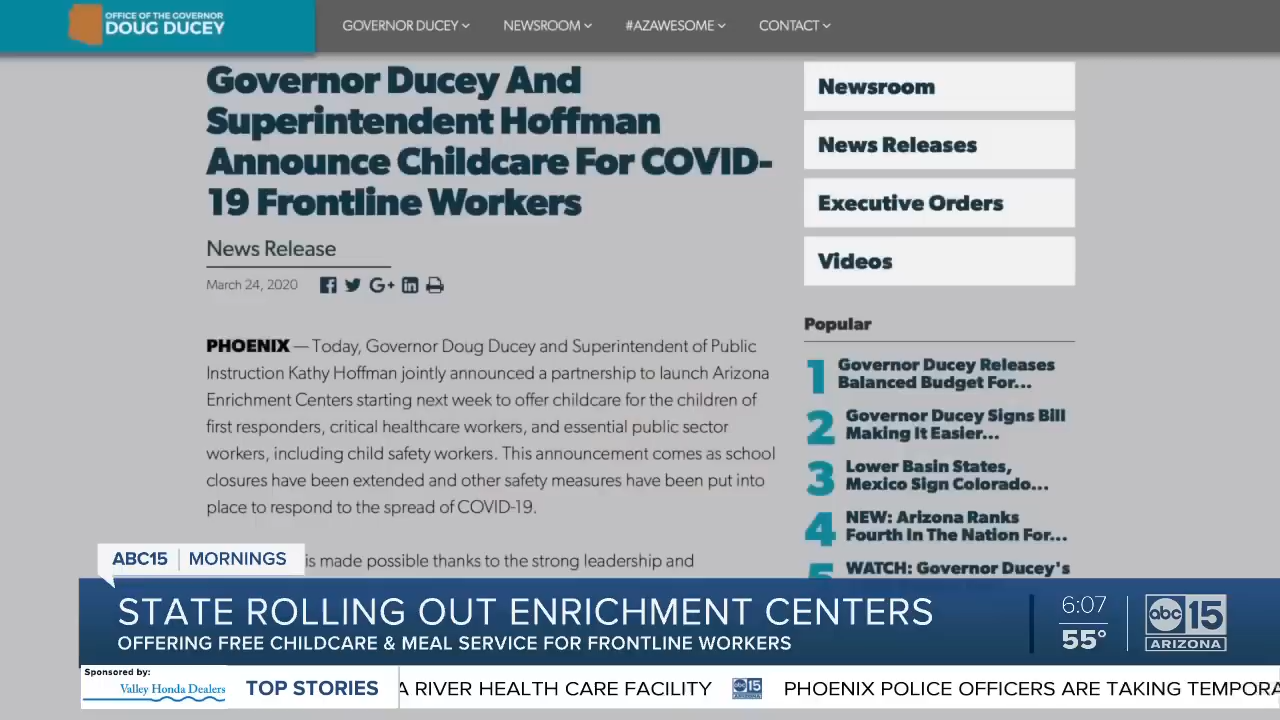 OFFICE OF THE GOVERNOR
DOUG DUCEY
GOVERNOR DUCEY
NEWSROOM
#AZAWESOME
CONTACT
Governor Ducey And
Superintendent Hoffman
Announce Childcare For COVID-
19 Frontline Workers
News Release
March 24, 2020
G+
in
PHOENIX — Today, Governor Doug Ducey and Superintendent of Public
Instruction Kathy Hoffman jointly announced a partnership to launch Arizona
Enrichment Centers starting next week to offer childcare for the children of
first responders, critical healthcare workers, and essential public sector
workers, including child safety workers. This announcement comes as school
closures have been extended and other safety measures have been put into
place to respond to the spread of COVID-19.
is made possible thanks to the strong leadership and
Newsroom
News Releases
Executive Orders
Videos
Popular
1 Governor Ducey Releases
Balanced Budget For...
2 Governor Ducey Signs Bill
Making It Easier...
3 Lower Basin States,
Mexico Sign Colorado...
4 NEW: Arizona Ranks
Fourth In The Nation For...
5 WATCH: Governor Ducey's
ABC15 MORNINGS
STATE ROLLING OUT ENRICHMENT CENTERS
OFFERING FREE CHILDCARE & MEAL SERVICE FOR FRONTLINE WORKERS
6:07
55°
abc 15
ARIZONA
Sponsored by:
Valley Honda Dealers
TOP STORIES
A RIVER HEALTH CARE FACILITY
abc 15
ARIZONA
PHOENIX POLICE OFFICERS ARE TAKING TEMPORA